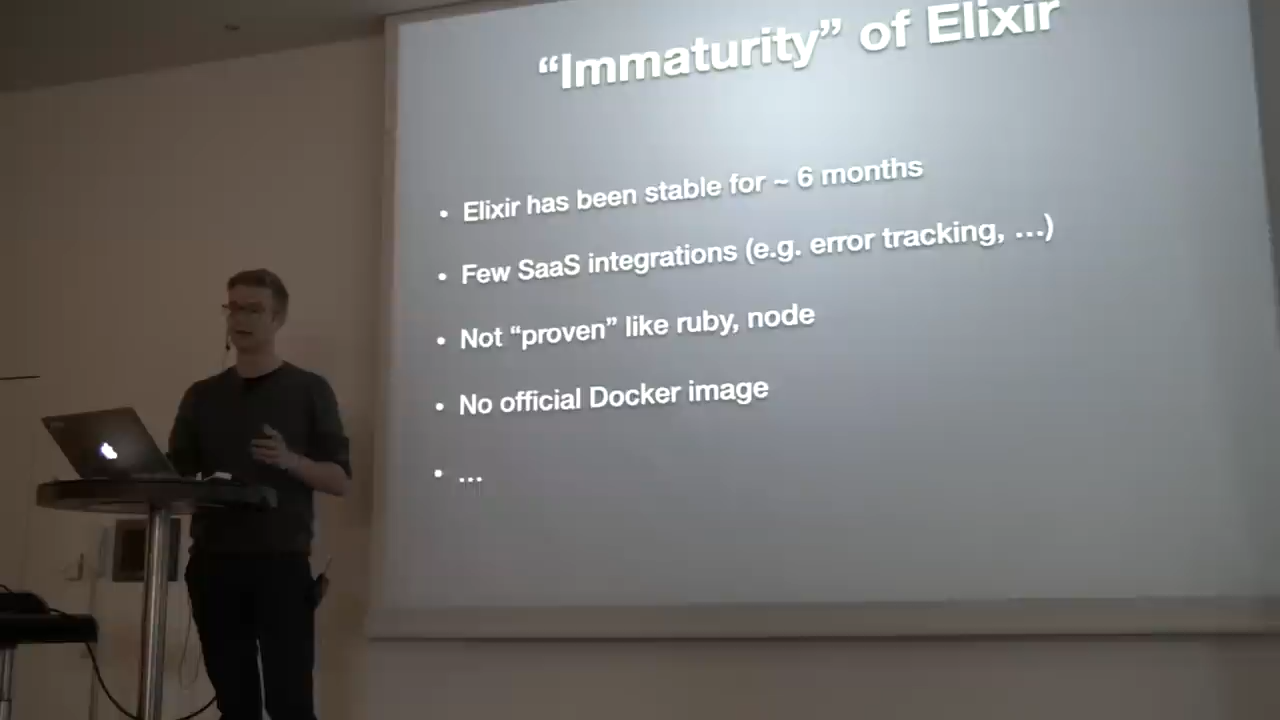 “Immaturity” of Elixir
• Elixir has been stable for ~ 6 months
• Few SaaS integrations (e.g. error tracking, …)
• Not “proven” like ruby, node
• No official Docker image
• …